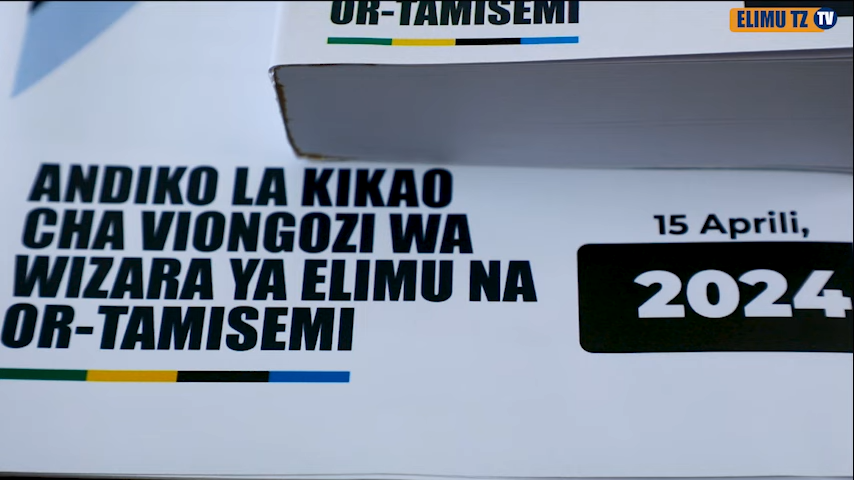 OR-TAMISEMI
ELIMU TZ TV
ANDIKO LA KIKAO
CHA VIONGOZI WA
WIZARA YA ELIMU NA
OR-TAMISEMI
15 Aprili,
2024